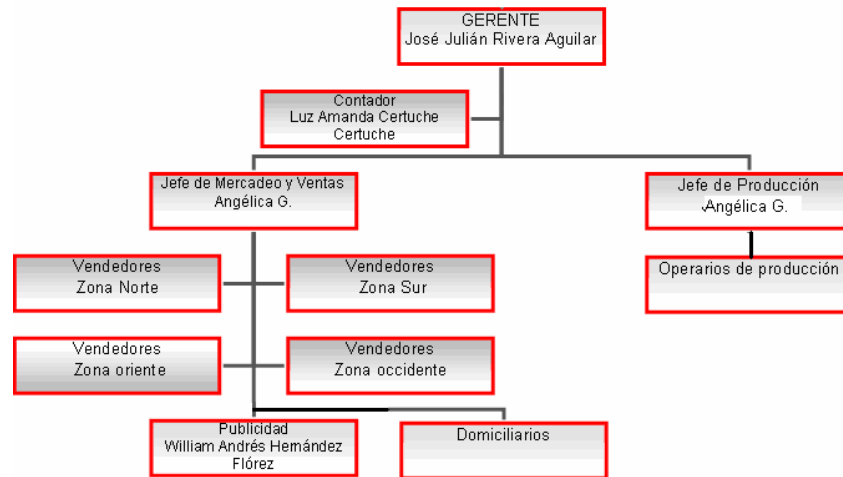 GERENTE
José Julián Rivera Aguilar
Contador
Luz Amanda Certuche
Certuche
Jefe de Mercadeo y Ventas
Angélica G.
Jefe de Producción
Angélica G.
Vendedores
Zona Norte
Vendedores
Zona Sur
Operarios de producción
Vendedores
Zona oriente
Vendedores
Zona occidente
Publicidad
William Andrés Hernández
Flórez
Domiciliarios